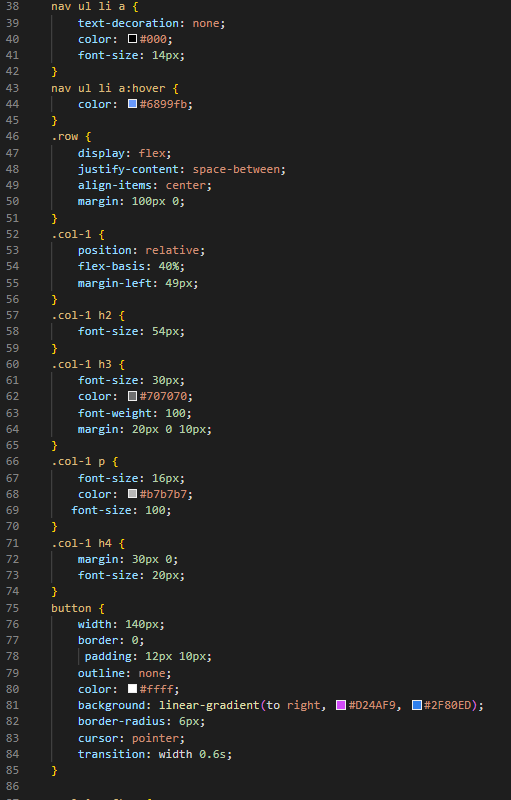 38 nav ul li a {
39 text-decoration: none;
40 color: #000;
41 font-size: 14px;
42 }
43 nav ul li a:hover {
44 color: #6899fb;
45 }
46 .row {
47 display: flex;
48 justify-content: space-between;
49 align-items: center;
50 margin: 100px 0;
51 }
52 .col-1 {
53 position: relative;
54 flex-basis: 40%;
55 margin-left: 49px;
56 }
57 .col-1 h2 {
58 font-size: 54px;
59 }
60 .col-1 h3 {
61 font-size: 30px;
62 color: #707070;
63 font-weight: 100;
64 margin: 20px 0 10px;
65 }
66 .col-1 p {
67 font-size: 16px;
68 color: #b7b7b7;
69 font-size: 100;
70 }
71 .col-1 h4 {
72 margin: 30px 0;
73 font-size: 20px;
74 }
75 button {
76 width: 140px;
77 border: 0;
78 padding: 12px 10px;
79 outline: none;
80 color: #ffff;
81 background: linear-gradient(to right, #D24AF9, #2F80ED);
82 border-radius: 6px;
83 cursor: pointer;
84 transition: width 0.6s;
85 }
86